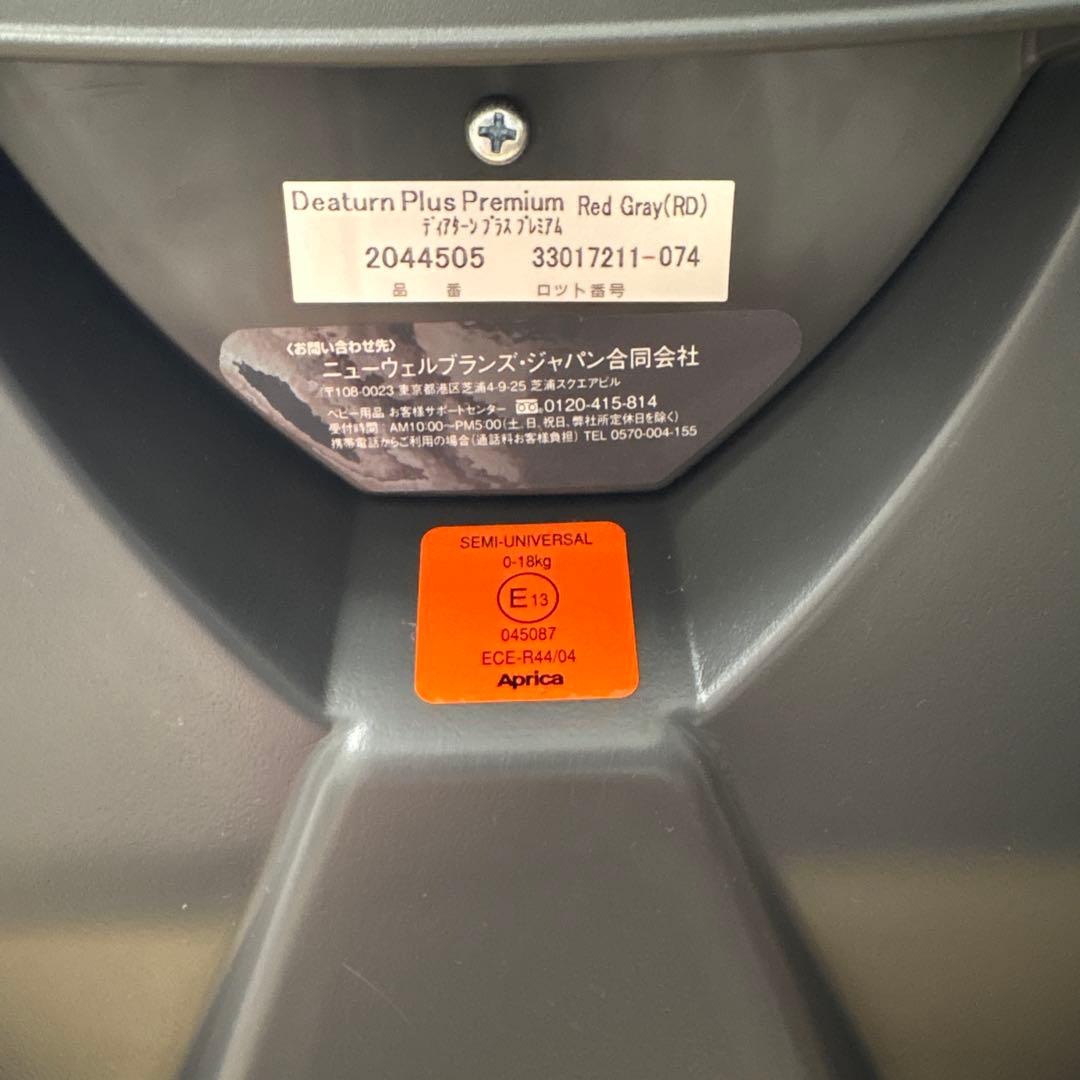 Deaturn Plus Premium Red Gray(RD)
ﾃﾞｨｱﾀｰﾝ ﾌﾟﾗｽ ﾌﾟﾚﾐｱﾑ
2044505 33017211-074
品 番 ロット番号
〈お問い合わせ先〉
ニューウェルブランズ・ジャパン合同会社
〒108-0023 東京都港区芝浦4-9-25 芝浦スクエアビル
ベビー用品 お客様サポートセンター 0120-415-814
受付時間：AM10:00〜PM5:00(土、日、祝日、弊社所定休日を除く)
携帯電話からご利用の場合(通話料お客様負担) TEL 0570-004-155
SEMI-UNIVERSAL
0-18kg
E 13
045087
ECE-R44/04
Aprica